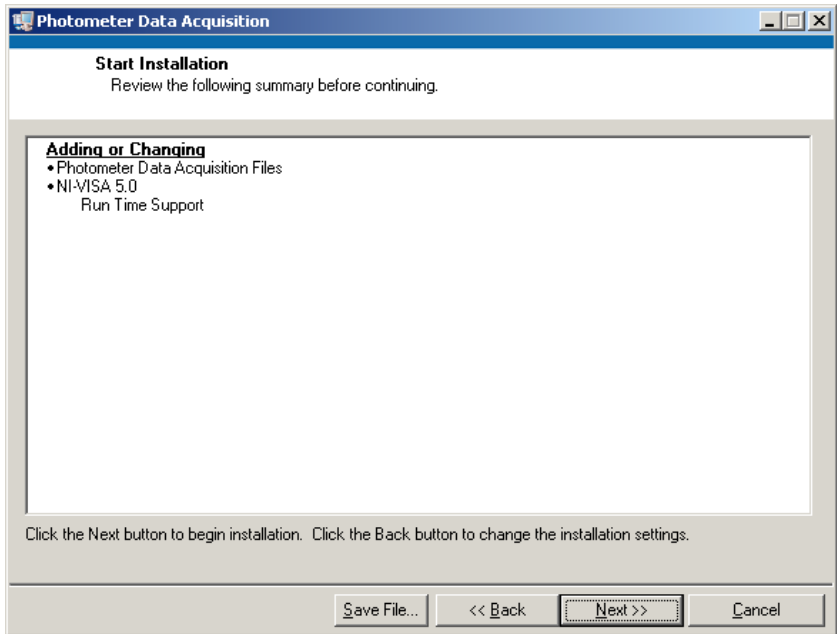 Photometer Data Acquisition
Start Installation
Review the following summary before continuing.
Adding or Changing
•Photometer Data Acquisition Files
•NI-VISA 5.0
Run Time Support
Click the Next button to begin installation.  Click the Back button to change the installation settings.
Save File...
<< Back
Next >>
Cancel